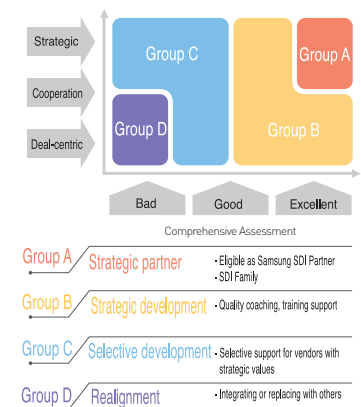 Strategic
Cooperation
Deal-centric
Group C
Group A
Group D
Group B
Bad
Good
Excellent
Comprehensive Assessment
Group A
Strategic partner
- Eligible as Samsung SDI Partner
- SDI Family
Group B
Strategic development
- Quality coaching, training support
Group C
Selective development
- Selective support for vendors with
strategic values
Group D
Realignment
- Integrating or replacing with others